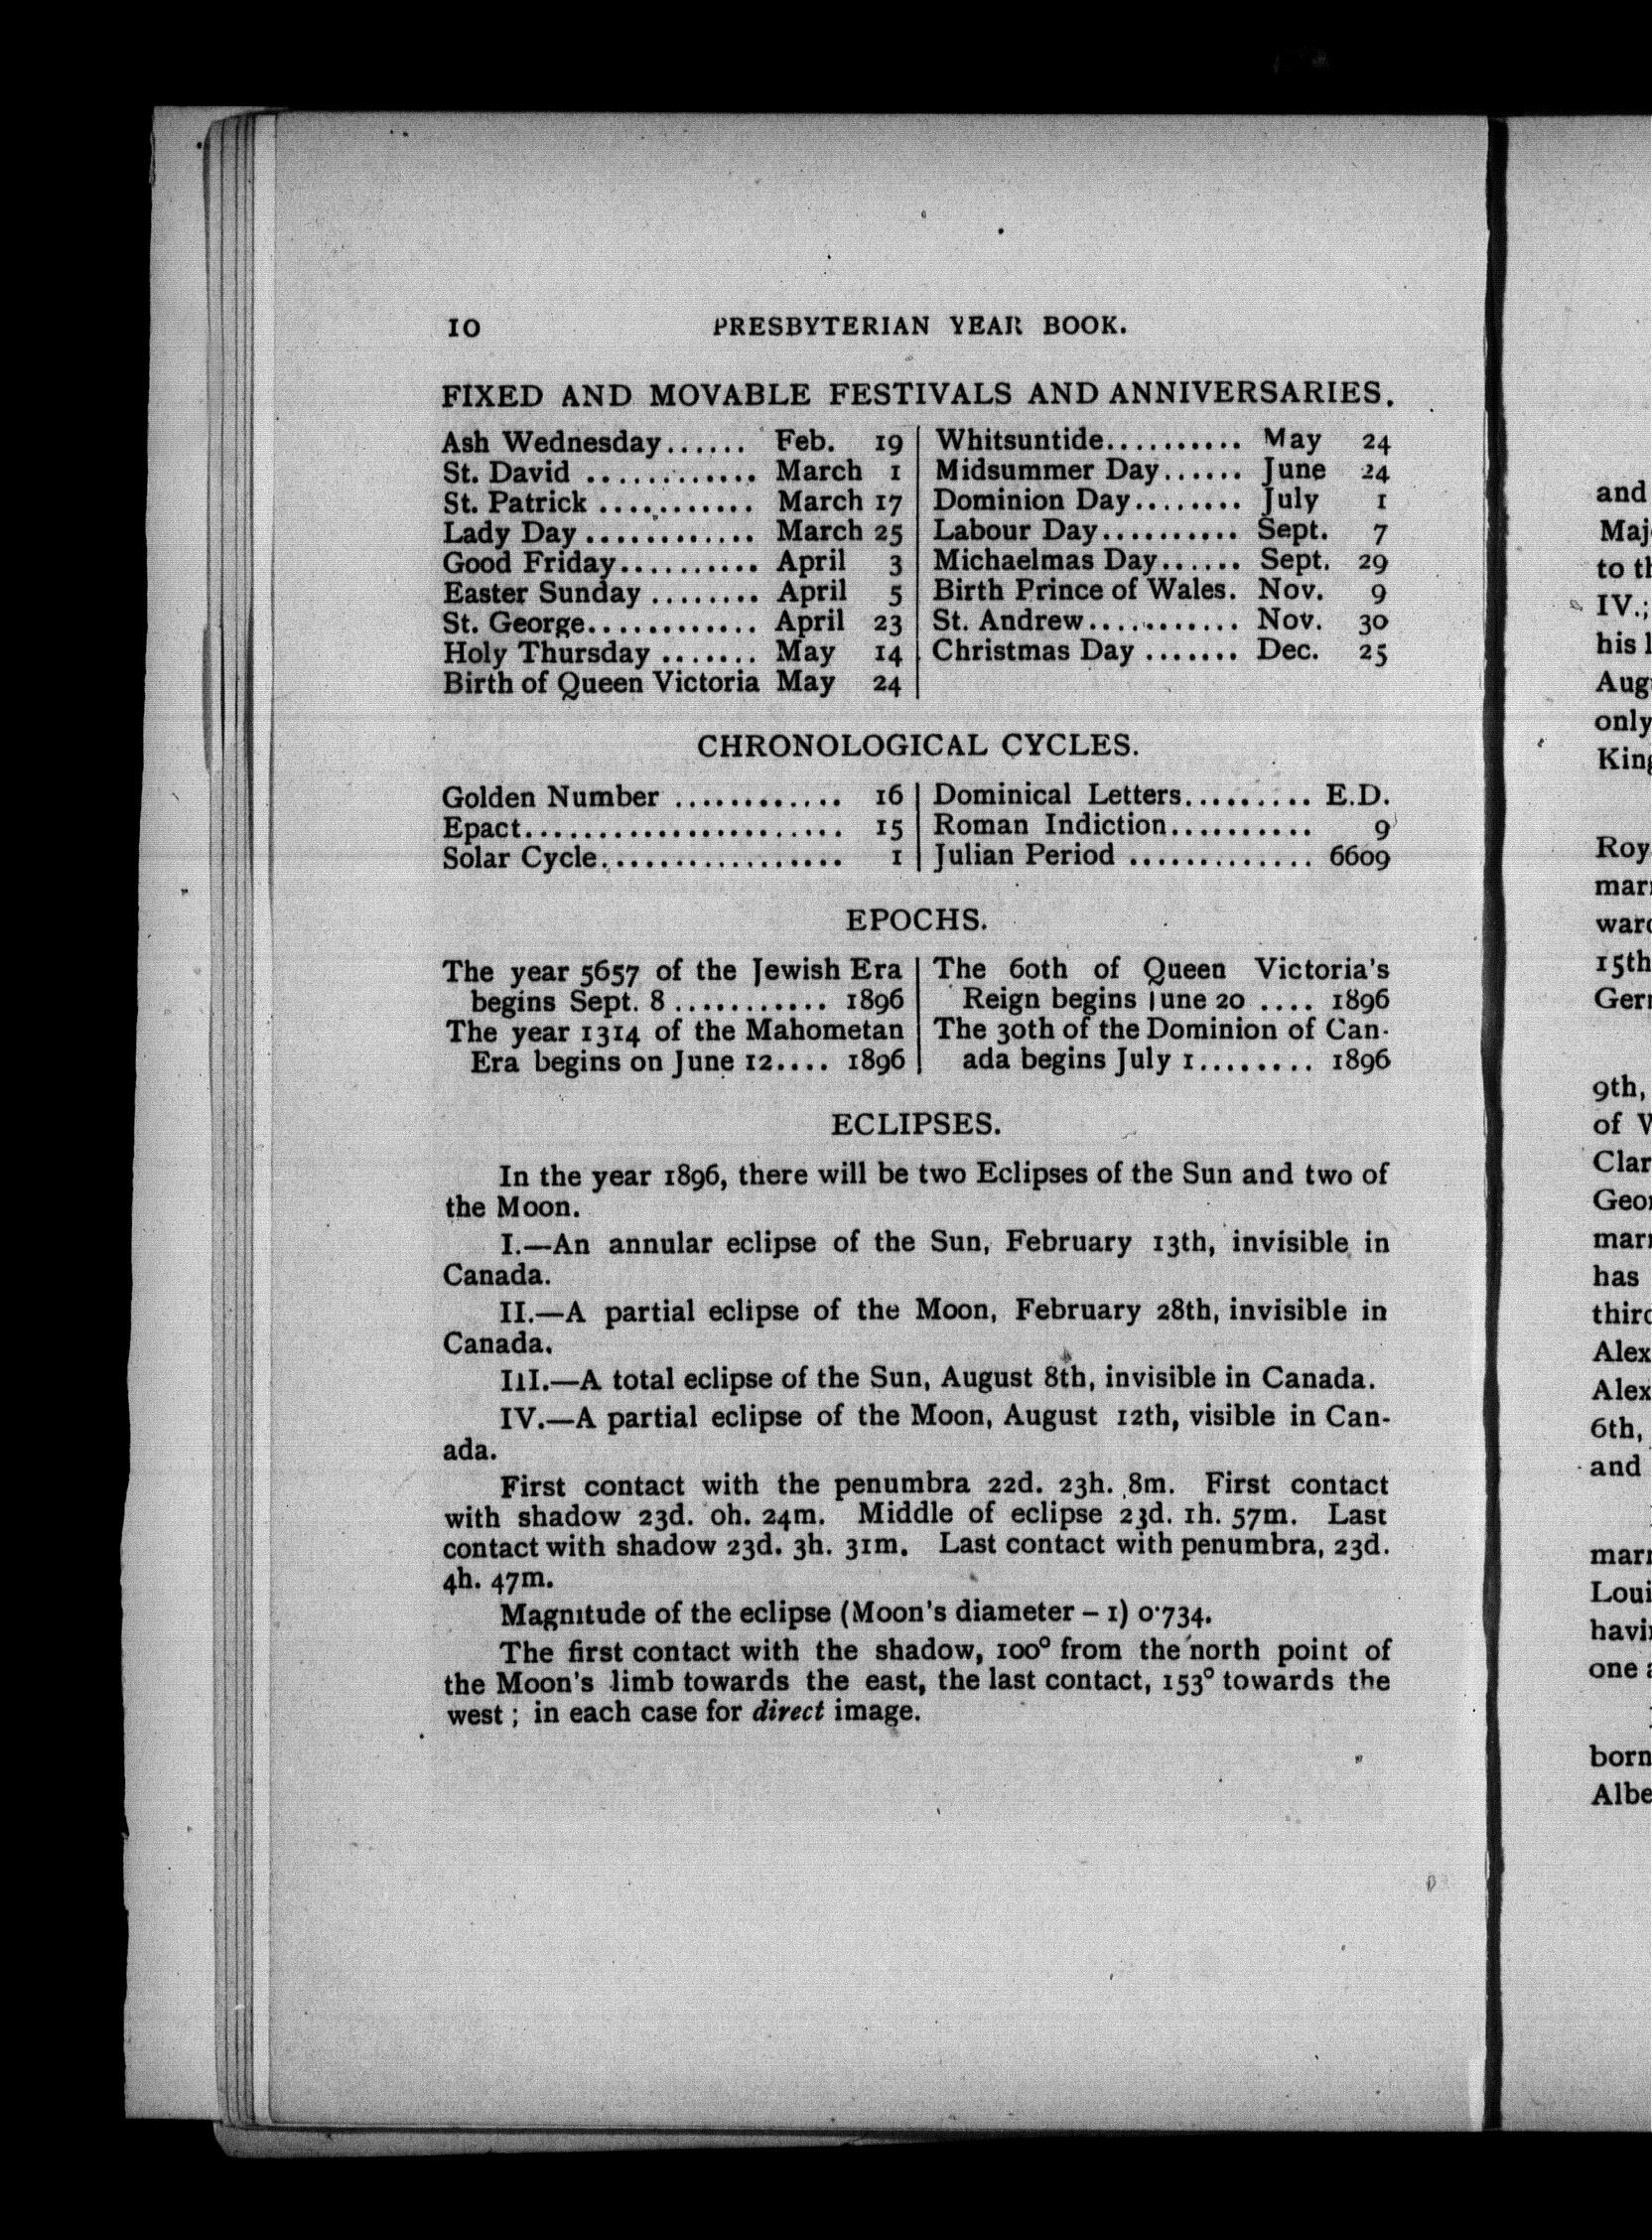 10 PRESBYTERIAN YEAR BOOK.
FIXED AND MOVABLE FESTIVALS AND ANNIVERSARIES.
Ash Wednesday...... Feb. 19
St. David ............ March 1
St. Patrick ........... March 17
Lady Day............ March 25
Good Friday.......... April 3
Easter Sunday ........ April 5
St. George............ April 23
Holy Thursday ....... May 14
Birth of Queen Victoria May 24
Whitsuntide.......... May 24
Midsummer Day...... June 24
Dominion Day........ July 1
Labour Day.......... Sept. 7
Michaelmas Day...... Sept. 29
Birth Prince of Wales. Nov. 9
St. Andrew........... Nov. 30
Christmas Day ....... Dec. 25
CHRONOLOGICAL CYCLES.
Golden Number ............ 16
Epact...................... 15
Solar Cycle................. 1
Dominical Letters......... E.D.
Roman Indiction.......... 9
Julian Period ............. 6609
EPOCHS.
The year 5657 of the Jewish Era
begins Sept. 8 ........... 1896
The year 1314 of the Mahometan
Era begins on June 12.... 1896
The 60th of Queen Victoria's
Reign begins June 20 .... 1896
The 30th of the Dominion of Can-
ada begins July 1........ 1896
ECLIPSES.
In the year 1896, there will be two Eclipses of the Sun and two of
the Moon.
I.—An annular eclipse of the Sun, February 13th, invisible in
Canada.
II.—A partial eclipse of the Moon, February 28th, invisible in
Canada.
III.—A total eclipse of the Sun, August 8th, invisible in Canada.
IV.—A partial eclipse of the Moon, August 12th, visible in Can-
ada.
First contact with the penumbra 22d. 23h. 8m. First contact
with shadow 23d. 0h. 24m. Middle of eclipse 23d. 1h. 57m. Last
contact with shadow 23d. 3h. 31m. Last contact with penumbra, 23d.
4h. 47m.
Magnitude of the eclipse (Moon's diameter – 1) 0·734.
The first contact with the shadow, 100° from the north point of
the Moon's limb towards the east, the last contact, 153° towards the
west; in each case for direct image.
and
to
IV.;
his
only
15th
9th,
of
has
6th,
and
one
born